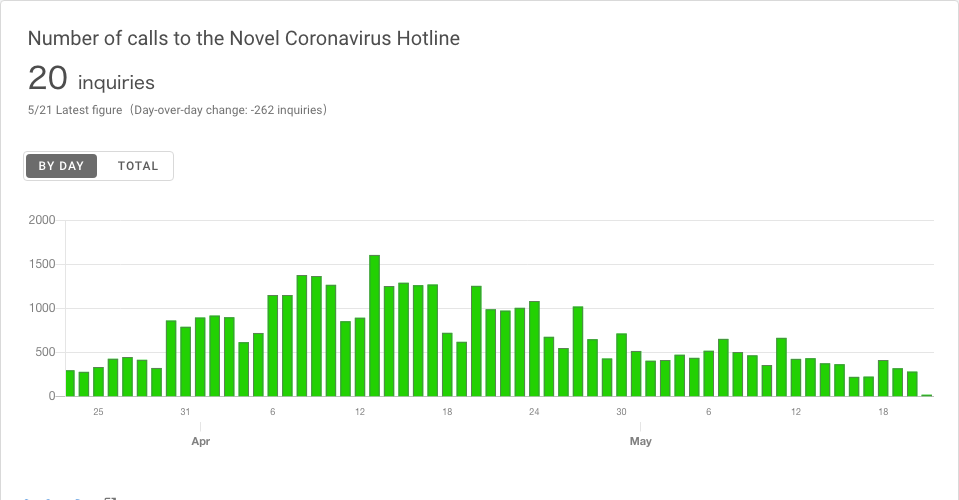 Number of calls to the Novel Coronavirus Hotline
20 inquiries
5/21 Latest figure（Day-over-day change: -262 inquiries）
BY DAY TOTAL
2000
1500
1000
500
0
25 31 6 12 18 24 30 6 12 18
Apr May